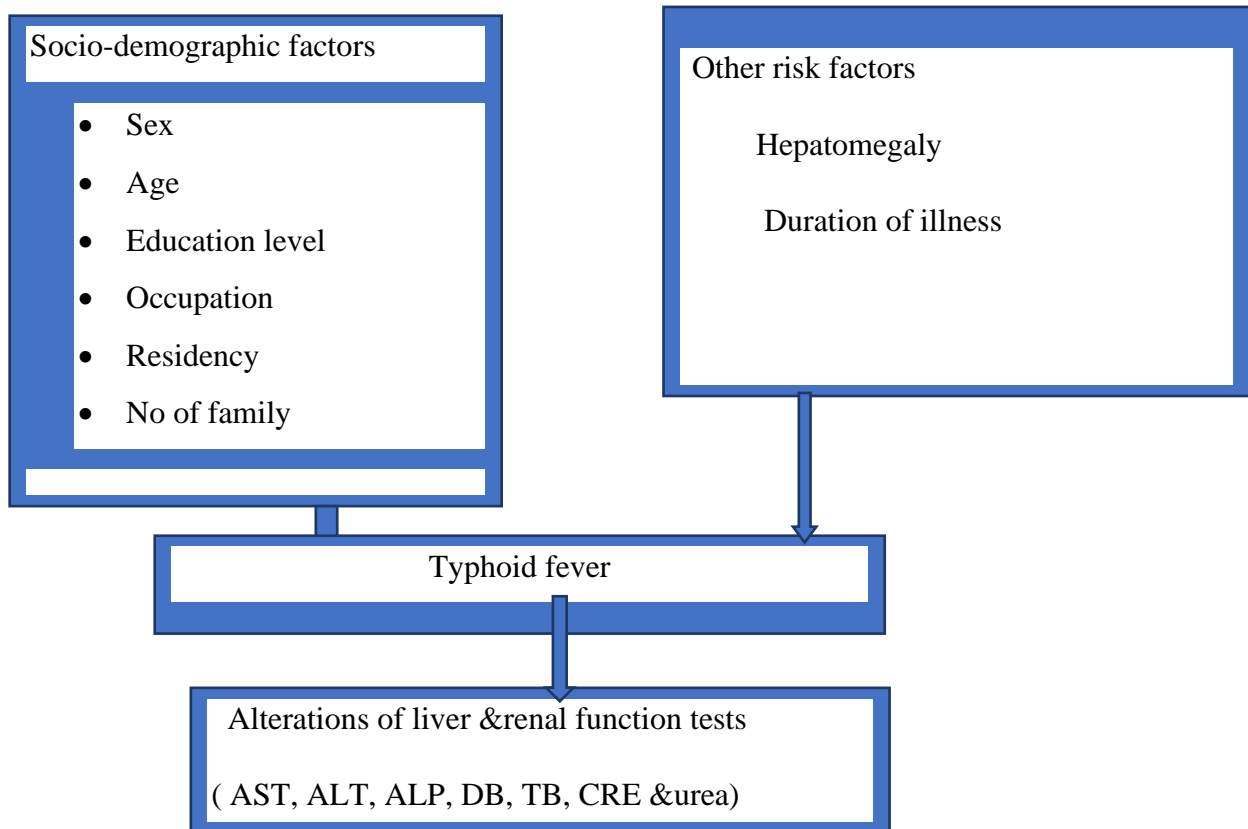 Socio-demographic factors
• Sex
• Age
• Education level
• Occupation
• Residency
• No of family
Other risk factors
Hepatomegaly
Duration of illness
Typhoid fever
Alterations of liver &renal function tests
( AST, ALT, ALP, DB, TB, CRE &urea)